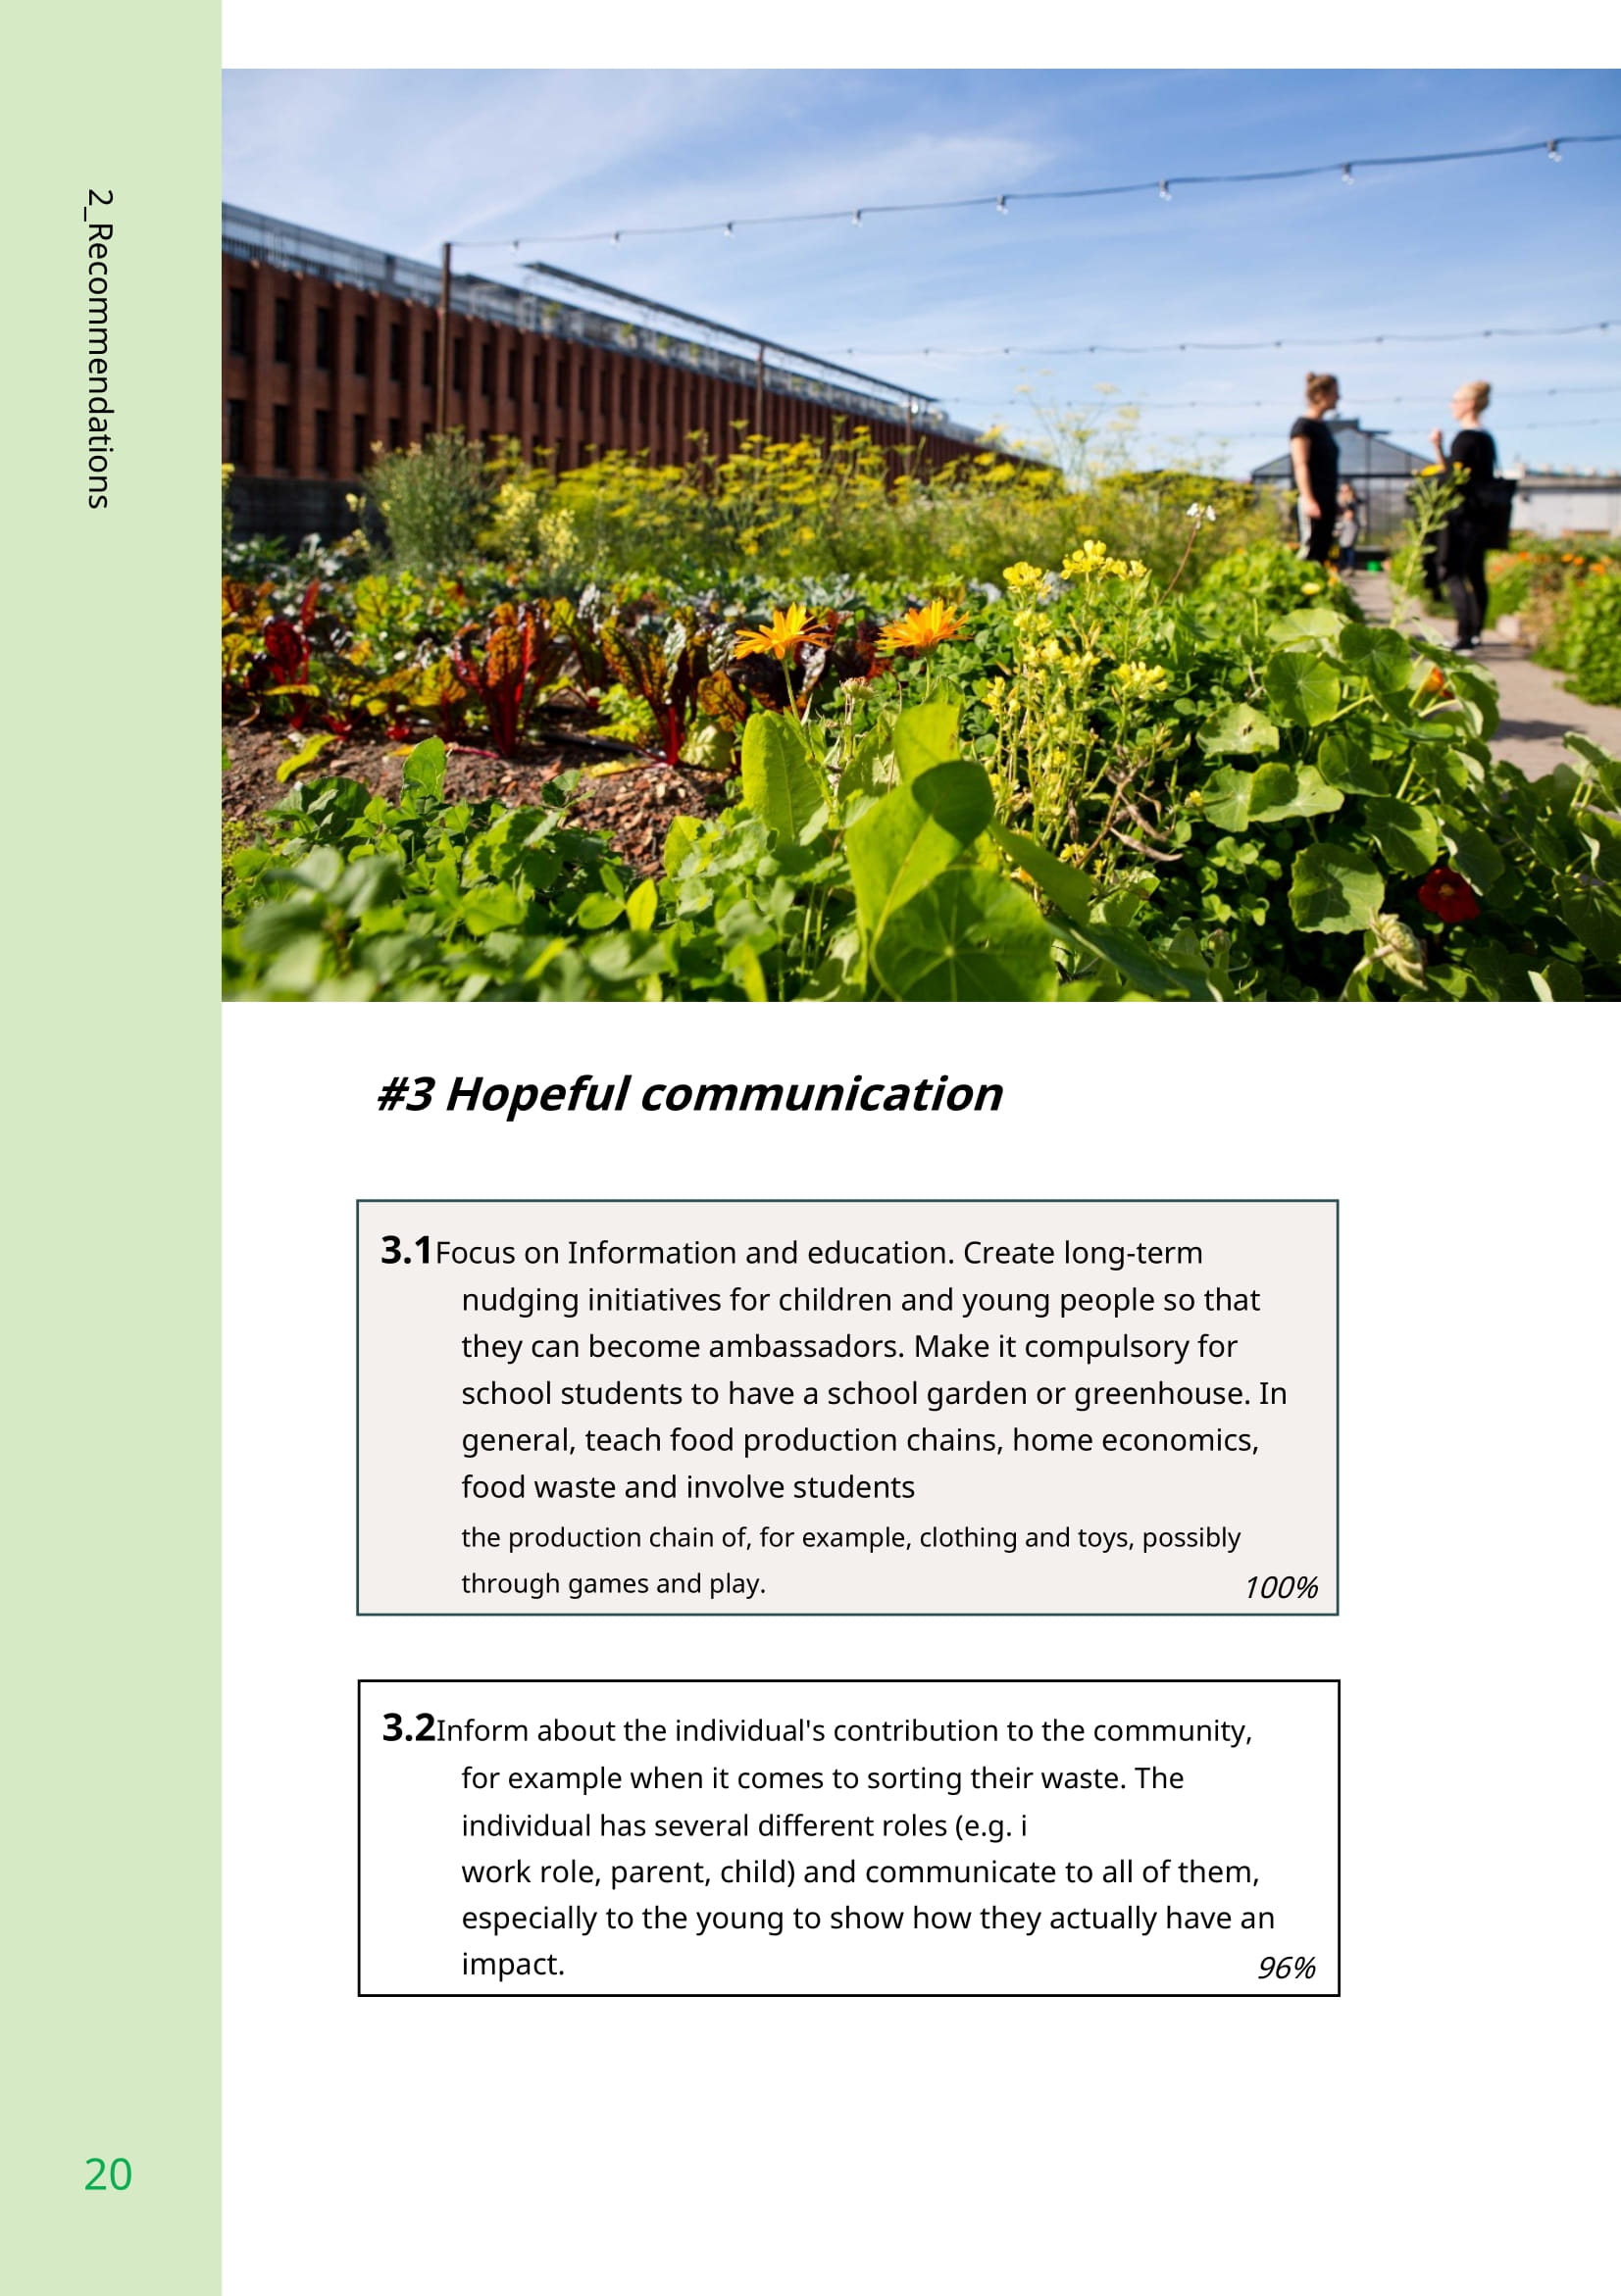 2_Recommendations
#3 Hopeful communication
3.1Focus on Information and education. Create long-term
nudging initiatives for children and young people so that
they can become ambassadors. Make it compulsory for
school students to have a school garden or greenhouse. In
general, teach food production chains, home economics,
food waste and involve students
the production chain of, for example, clothing and toys, possibly
through games and play.
100%
3.2Inform about the individual's contribution to the community,
for example when it comes to sorting their waste. The
individual has several different roles (e.g. i
work role, parent, child) and communicate to all of them,
especially to the young to show how they actually have an
impact.
96%
20